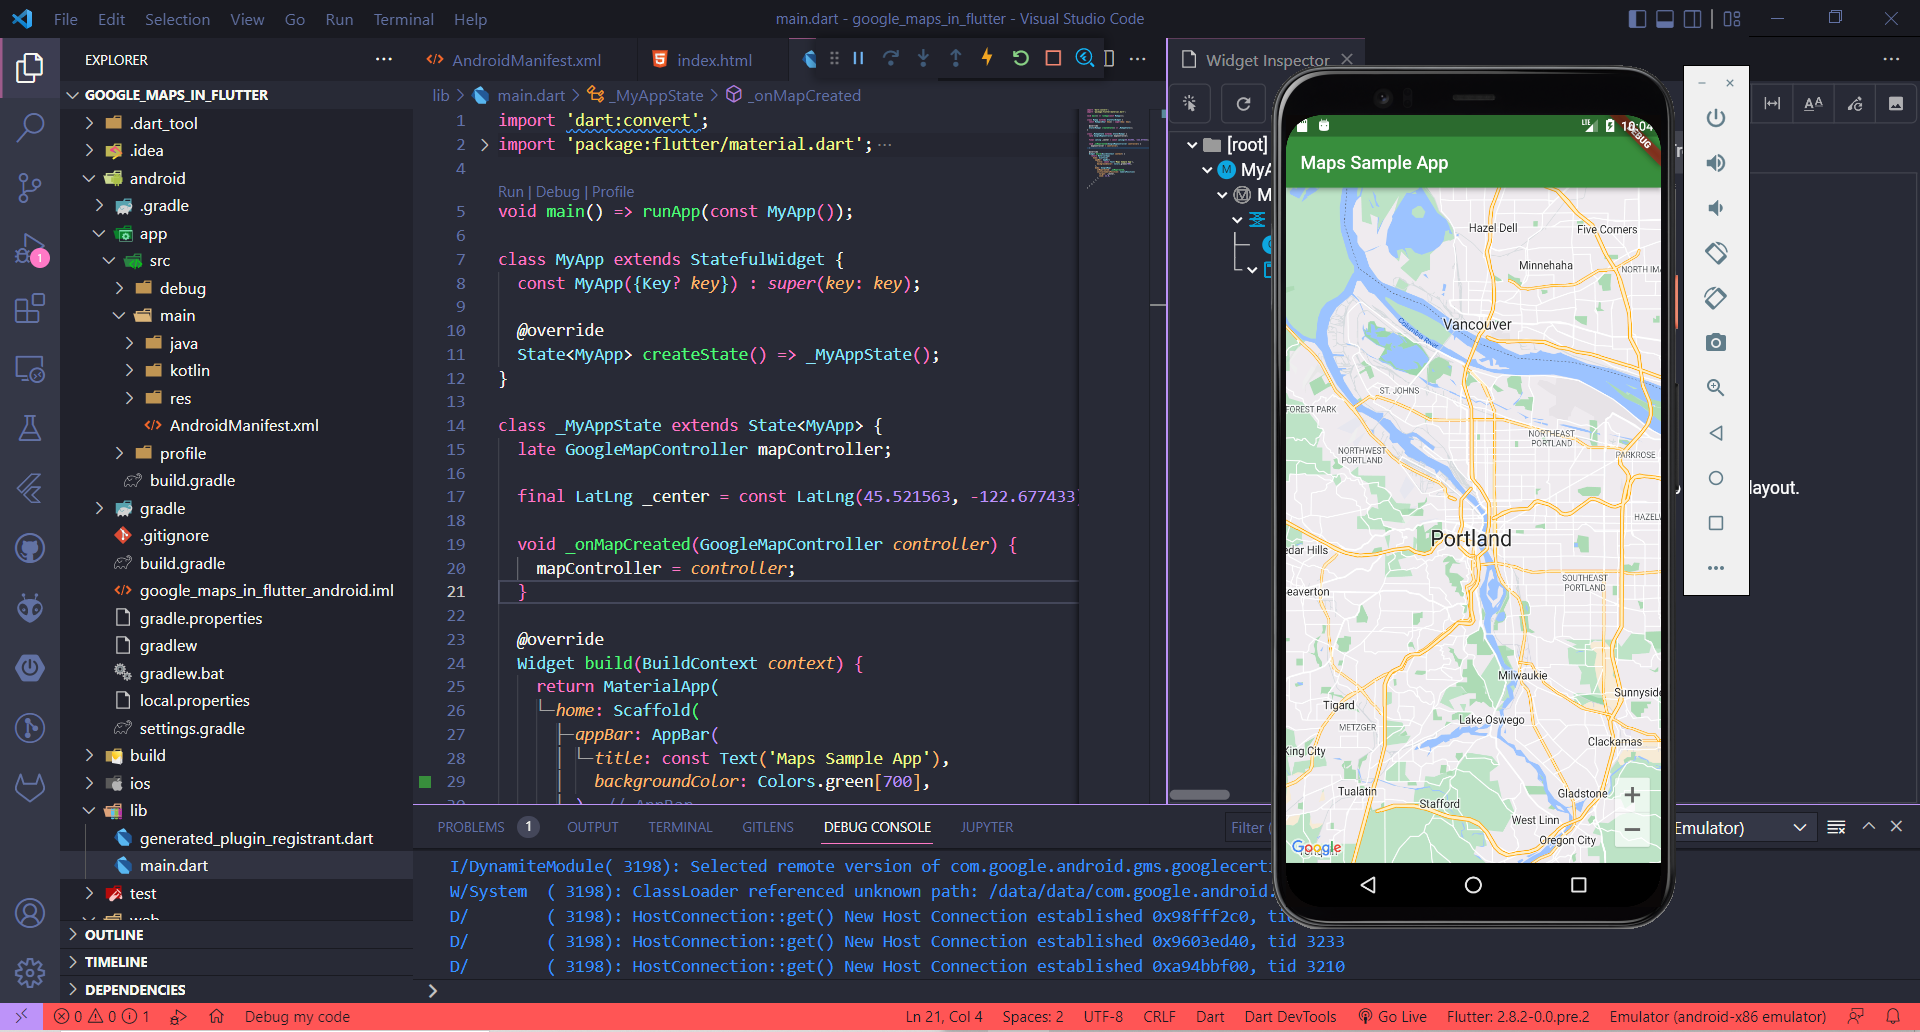 File Edit Selection View Go Run Terminal Help
main.dart - google_maps_in_flutter - Visual Studio Code
EXPLORER
GOOGLE_MAPS_IN_FLUTTER
.dart_tool
.idea
android
.gradle
app
src
debug
main
java
kotlin
res
AndroidManifest.xml
profile
build.gradle
gradle
.gitignore
build.gradle
google_maps_in_flutter_android.iml
gradle.properties
gradlew
gradlew.bat
local.properties
settings.gradle
build
ios
lib
generated_plugin_registrant.dart
main.dart
test
web
OUTLINE
TIMELINE
DEPENDENCIES
1
AndroidManifest.xml
index.html
lib > main.dart > _MyAppState > _onMapCreated
1 import 'dart:convert';
2 import 'package:flutter/material.dart';
4
Run | Debug | Profile
5 void main() => runApp(const MyApp());
6
7 class MyApp extends StatefulWidget {
8 const MyApp({Key? key}) : super(key: key);
9
10 @override
11 State<MyApp> createState() => _MyAppState();
12 }
13
14 class _MyAppState extends State<MyApp> {
15 late GoogleMapController mapController;
16
17 final LatLng _center = const LatLng(45.521563, -122.677433)
18
19 void _onMapCreated(GoogleMapController controller) {
20 mapController = controller;
21 }
22
23 @override
24 Widget build(BuildContext context) {
25 return MaterialApp(
26 home: Scaffold(
27 appBar: AppBar(
28 title: const Text('Maps Sample App'),
29 backgroundColor: Colors.green[700],
30 ), // AppBar
PROBLEMS 1 OUTPUT TERMINAL GITLENS DEBUG CONSOLE JUPYTER
Filter (
Emulator)
I/DynamiteModule( 3198): Selected remote version of com.google.android.gms.googlecerti
W/System ( 3198): ClassLoader referenced unknown path: /data/data/com.google.android.
D/ ( 3198): HostConnection::get() New Host Connection established 0x98fff2c0, ti
D/ ( 3198): HostConnection::get() New Host Connection established 0x9603ed40, tid 3233
D/ ( 3198): HostConnection::get() New Host Connection established 0xa94bbf00, tid 3210
Widget Inspector
[root]
MyA
M
layout.
LTE 10:04
DEBUG
Maps Sample App
Hazel Dell
Five Corners
Minnehaha
NORTH IMA
Vancouver
Columbia River
ST. JOHNS
FOREST PARK
NORTHEAST PORTLAND
NORTHWEST PORTLAND
PARKROSE
HAZELW
Portland
edar Hills
SOUTHEAST PORTLAND
eaverton
Milwaukie
Sunnyside
Tigard
Lake Oswego
METZGER
King City
Clackamas
Tualatin
Stafford
Gladstone
West Linn
Oregon City
Google
0 0 1
Debug my code
Ln 21, Col 4 Spaces: 2 UTF-8 CRLF Dart Dart DevTools Go Live Flutter: 2.8.2-0.0.pre.2 Emulator (android-x86 emulator)